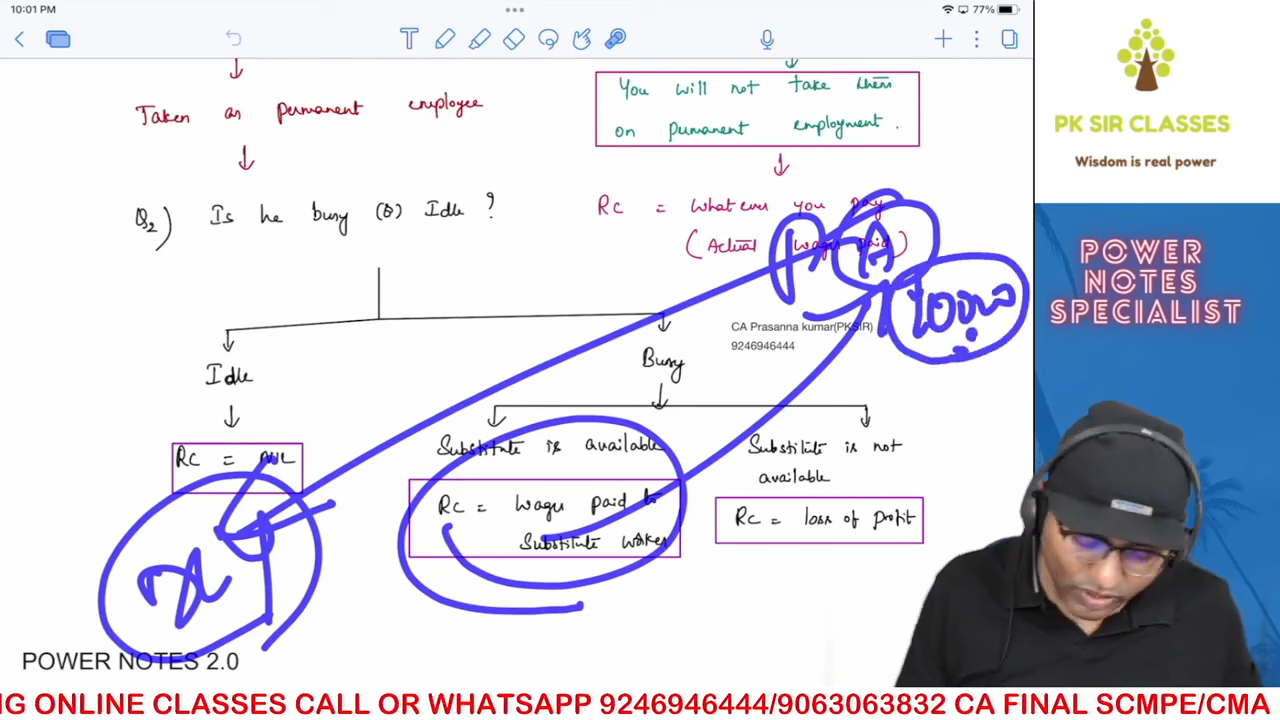 10:01 PM
77%
PK SIR CLASSES
Wisdom is real power
Taken as permanent employee
You will not take them
on permanent employment.
Q2) Is he busy (or) Idle ?
RC = What ever you pay
(Actual wages paid)
A
10000
POWER
NOTES
SPECIALIST
CA Prasanna kumar(PKSIR)
9246946444
Idle
Busy
RC = NIL
Substitute is available
RC = Wages paid to
Substitute worker
Substitute is not
available
RC = loss of profit
POWER NOTES 2.0
NG ONLINE CLASSES CALL OR WHATSAPP 9246946444/9063063832 CA FINAL SCMPE/CMA